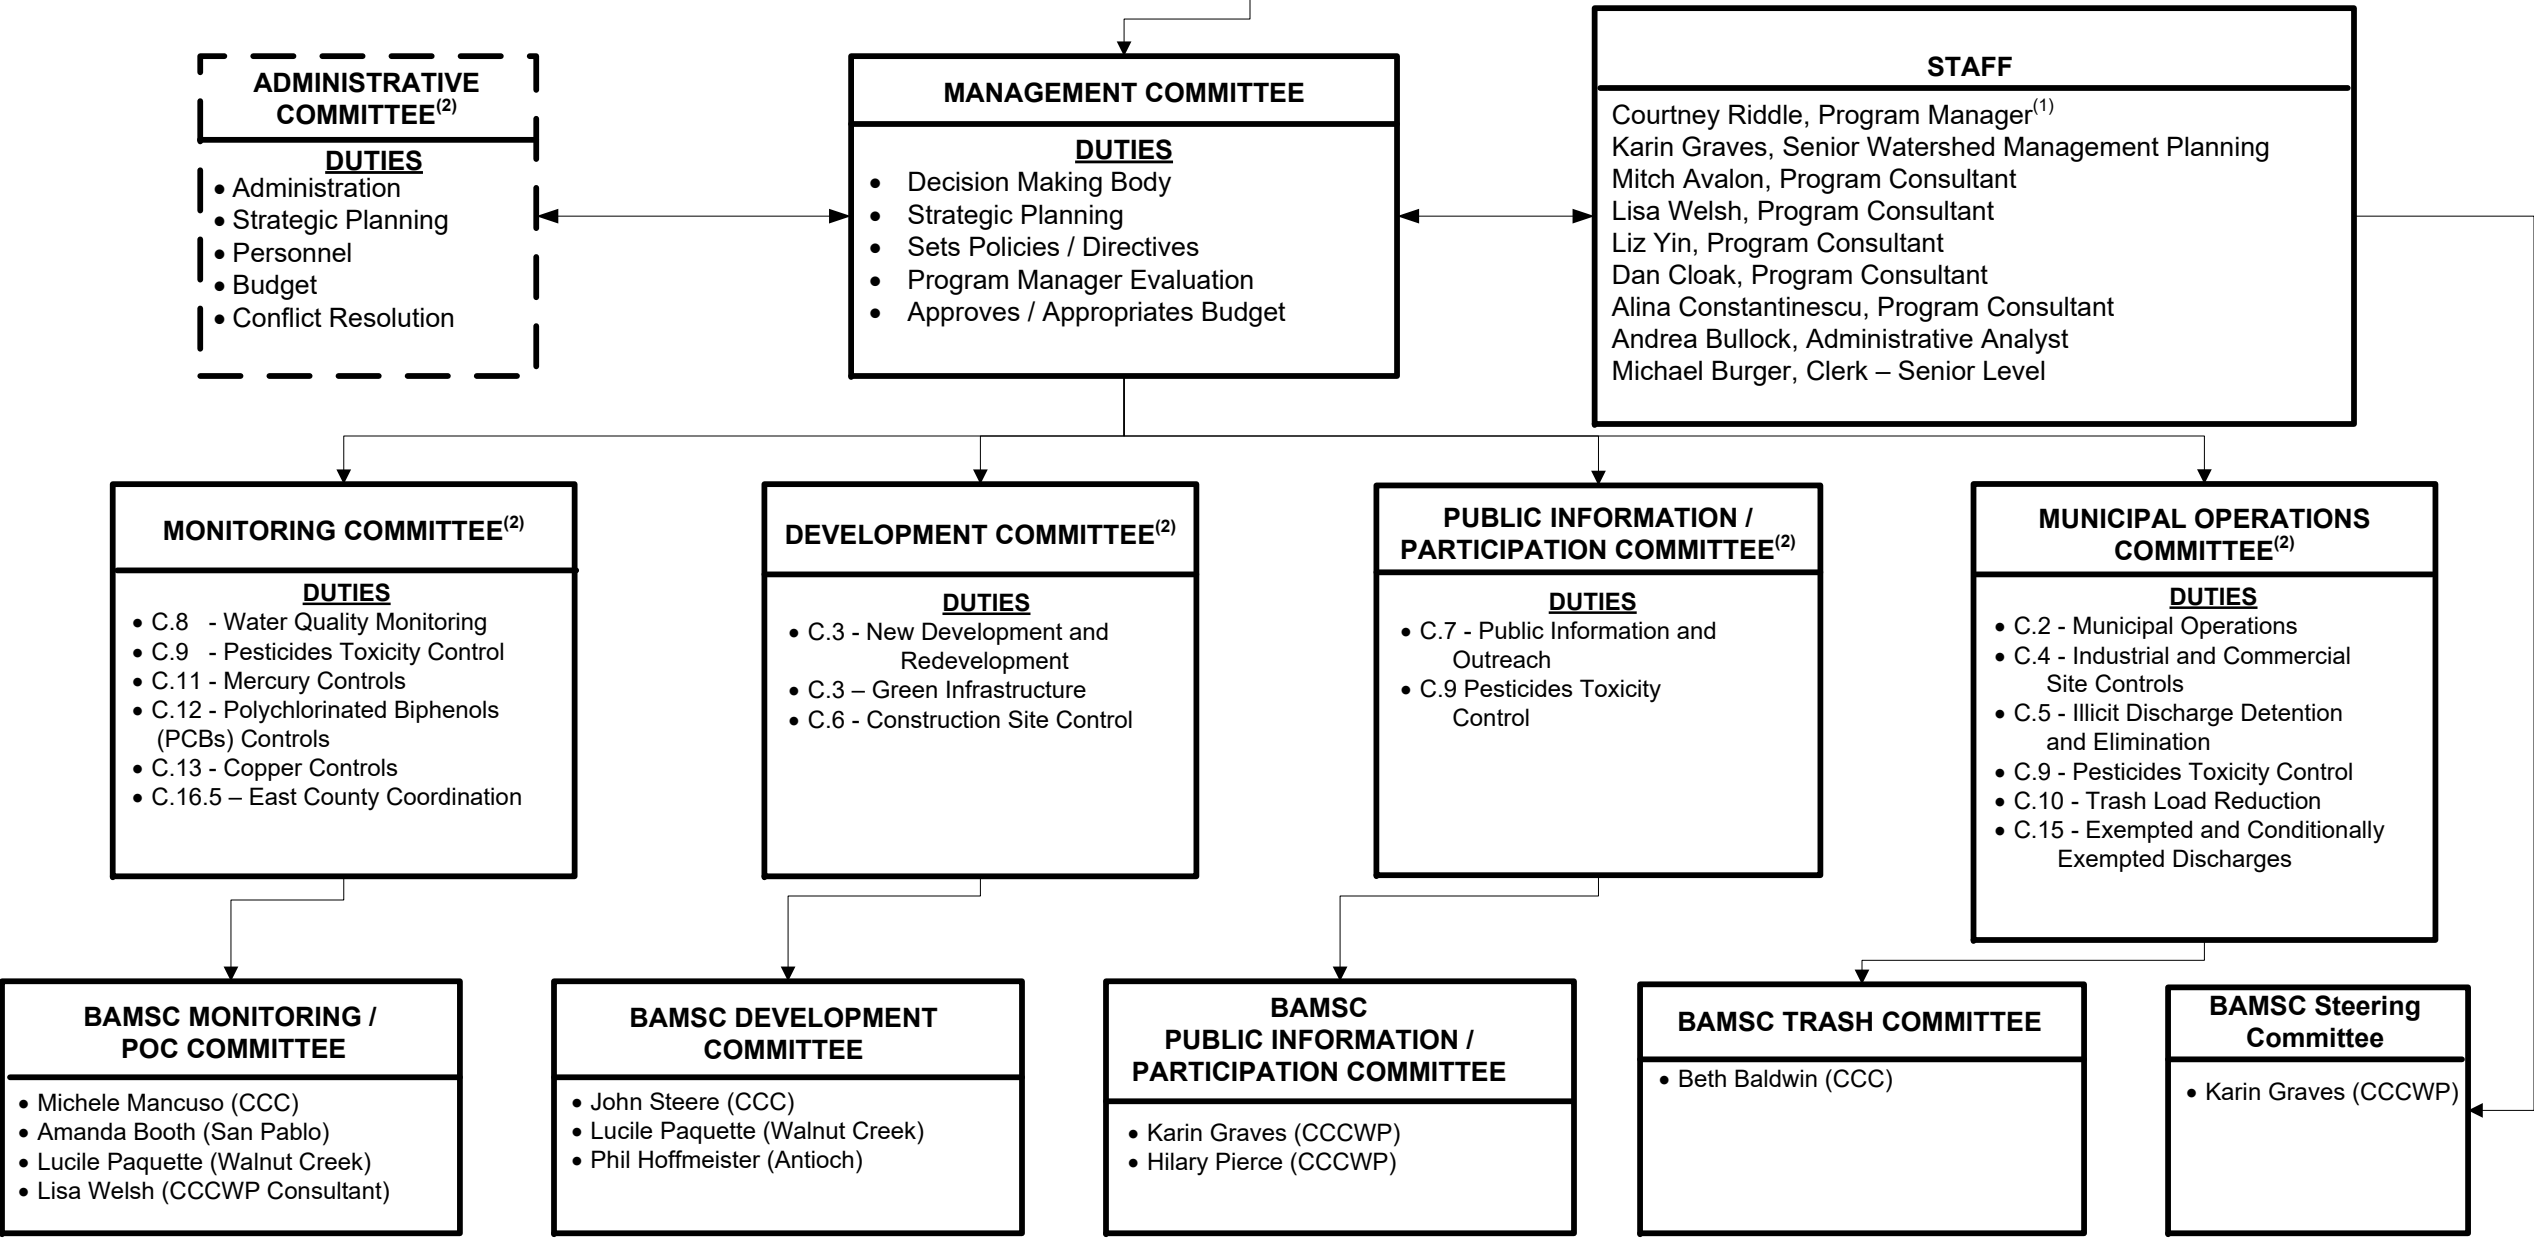 ADMINISTRATIVE
COMMITTEE(2)
DUTIES
• Administration
• Strategic Planning
• Personnel
• Budget
• Conflict Resolution
MANAGEMENT COMMITTEE
DUTIES
• Decision Making Body
• Strategic Planning
• Sets Policies / Directives
• Program Manager Evaluation
• Approves / Appropriates Budget
STAFF
Courtney Riddle, Program Manager(1)
Karin Graves, Senior Watershed Management Planning
Mitch Avalon, Program Consultant
Lisa Welsh, Program Consultant
Liz Yin, Program Consultant
Dan Cloak, Program Consultant
Alina Constantinescu, Program Consultant
Andrea Bullock, Administrative Analyst
Michael Burger, Clerk – Senior Level
MONITORING COMMITTEE(2)
DUTIES
• C.8 - Water Quality Monitoring
• C.9 - Pesticides Toxicity Control
• C.11 - Mercury Controls
• C.12 - Polychlorinated Biphenols
(PCBs) Controls
• C.13 - Copper Controls
• C.16.5 – East County Coordination
DEVELOPMENT COMMITTEE(2)
DUTIES
• C.3 - New Development and
Redevelopment
• C.3 – Green Infrastructure
• C.6 - Construction Site Control
PUBLIC INFORMATION /
PARTICIPATION COMMITTEE(2)
DUTIES
• C.7 - Public Information and
Outreach
• C.9 Pesticides Toxicity
Control
MUNICIPAL OPERATIONS
COMMITTEE(2)
DUTIES
• C.2 - Municipal Operations
• C.4 - Industrial and Commercial
Site Controls
• C.5 - Illicit Discharge Detention
and Elimination
• C.9 - Pesticides Toxicity Control
• C.10 - Trash Load Reduction
• C.15 - Exempted and Conditionally
Exempted Discharges
BAMSC MONITORING /
POC COMMITTEE
• Michele Mancuso (CCC)
• Amanda Booth (San Pablo)
• Lucile Paquette (Walnut Creek)
• Lisa Welsh (CCCWP Consultant)
BAMSC DEVELOPMENT
COMMITTEE
• John Steere (CCC)
• Lucile Paquette (Walnut Creek)
• Phil Hoffmeister (Antioch)
BAMSC
PUBLIC INFORMATION /
PARTICIPATION COMMITTEE
• Karin Graves (CCCWP)
• Hilary Pierce (CCCWP)
BAMSC TRASH COMMITTEE
• Beth Baldwin (CCC)
BAMSC Steering
Committee
• Karin Graves (CCCWP)